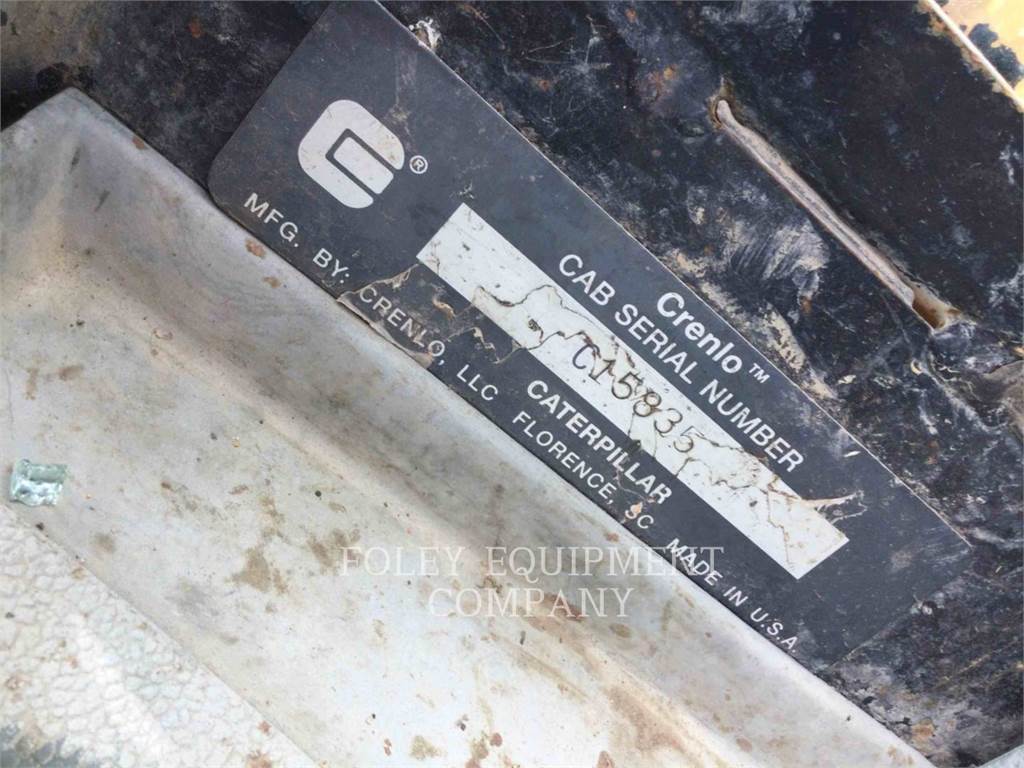 Crenlo™
CAB SERIAL NUMBER
C15835
CATERPILLAR
MFG. BY: CRENLO, LLC FLORENCE, SC MADE IN U.S.A.
FOLEY EQUIPMENT
COMPANY